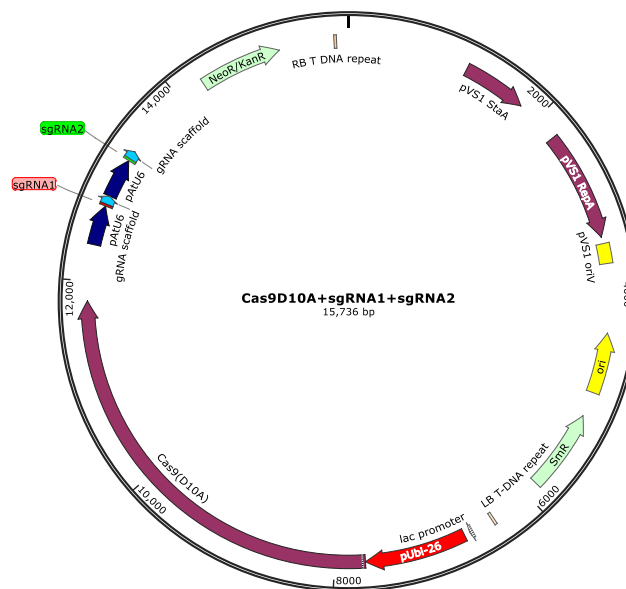 RB T DNA repeat
NeoR/KanR
pVS1 StaA
2000
14,000
sgRNA2
gRNA scaffold
pVS1 RepA
pAtU6
sgRNA1
pAtU6
gRNA scaffold
pVS1 oriV
12,000
Cas9D10A+sgRNA1+sgRNA2
15,736 bp
ori
SmR
LB T-DNA repeat
Cas9(D10A)
10,000
6000
lac promoter
pUbI-26
8000